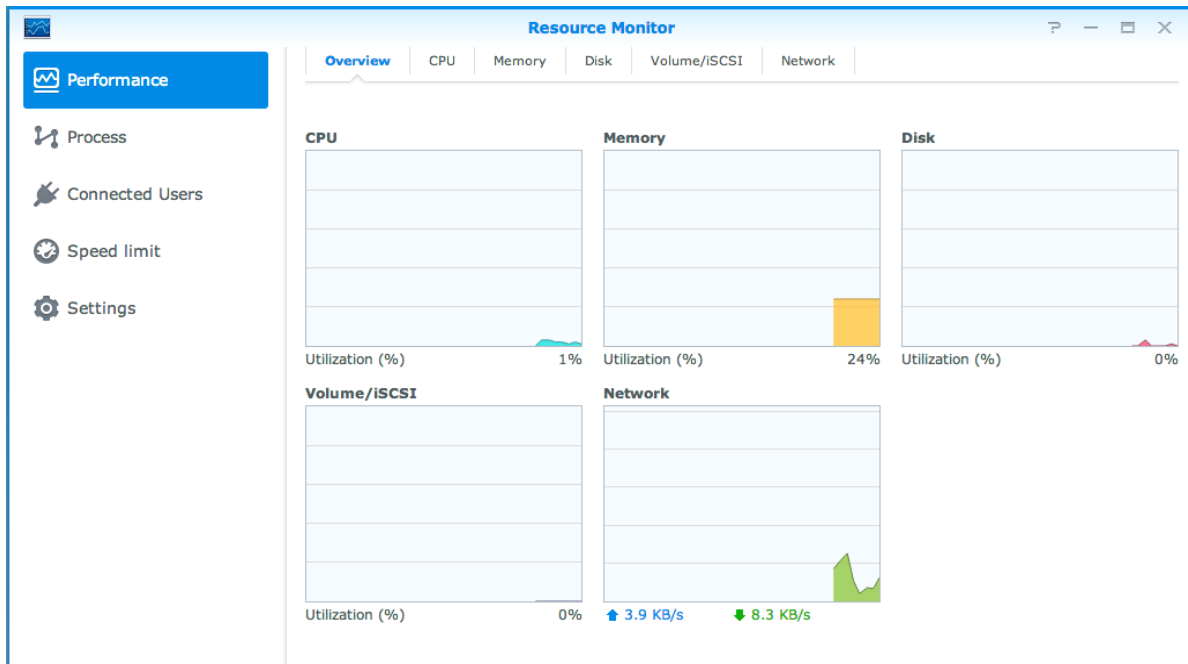 Resource Monitor
Performance
Process
Connected Users
Speed limit
Settings
Overview CPU Memory Disk Volume/iSCSI Network
CPU Memory Disk
Utilization (%) 1% Utilization (%) 24% Utilization (%) 0%
Volume/iSCSI Network
Utilization (%) 0% 3.9 KB/s 8.3 KB/s